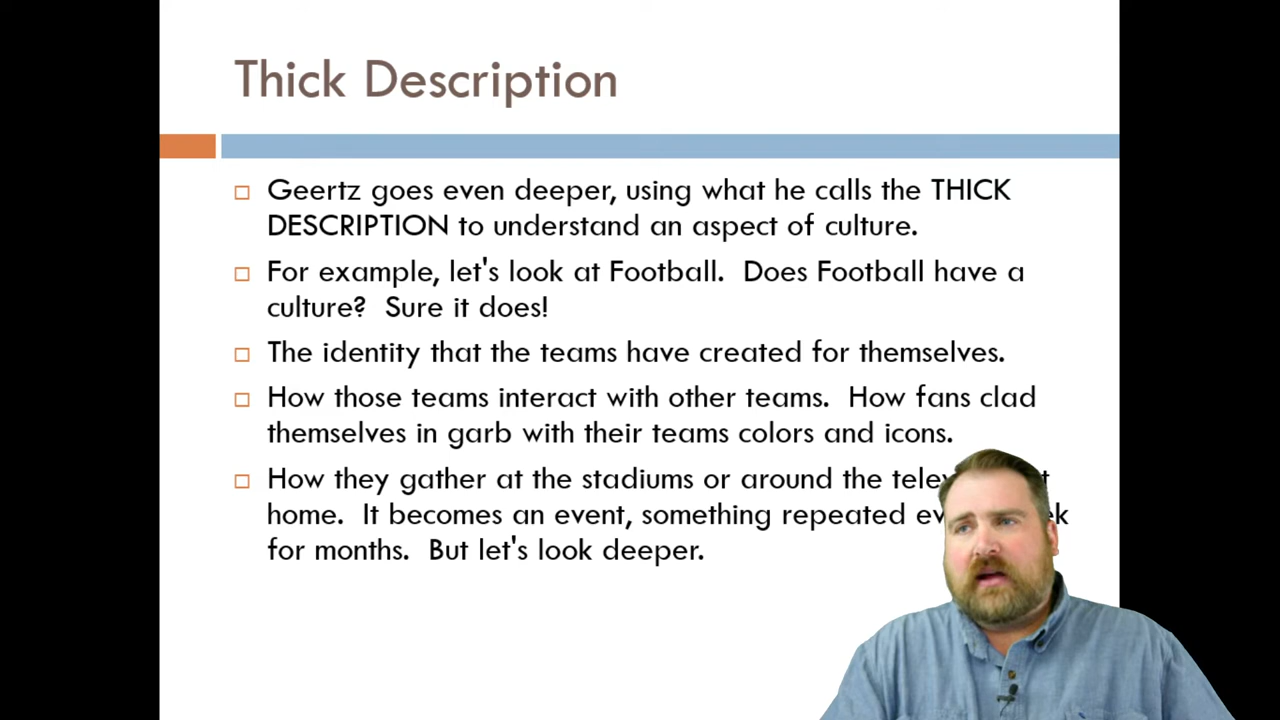 Thick Description
Geertz goes even deeper, using what he calls the THICK
DESCRIPTION to understand an aspect of culture.
For example, let's look at Football.  Does Football have a
culture?  Sure it does!
The identity that the teams have created for themselves.
How those teams interact with other teams.  How fans clad
themselves in garb with their teams colors and icons.
How they gather at the stadiums or around the
home.  It becomes an event, something repeated
for months.  But let's look deeper.